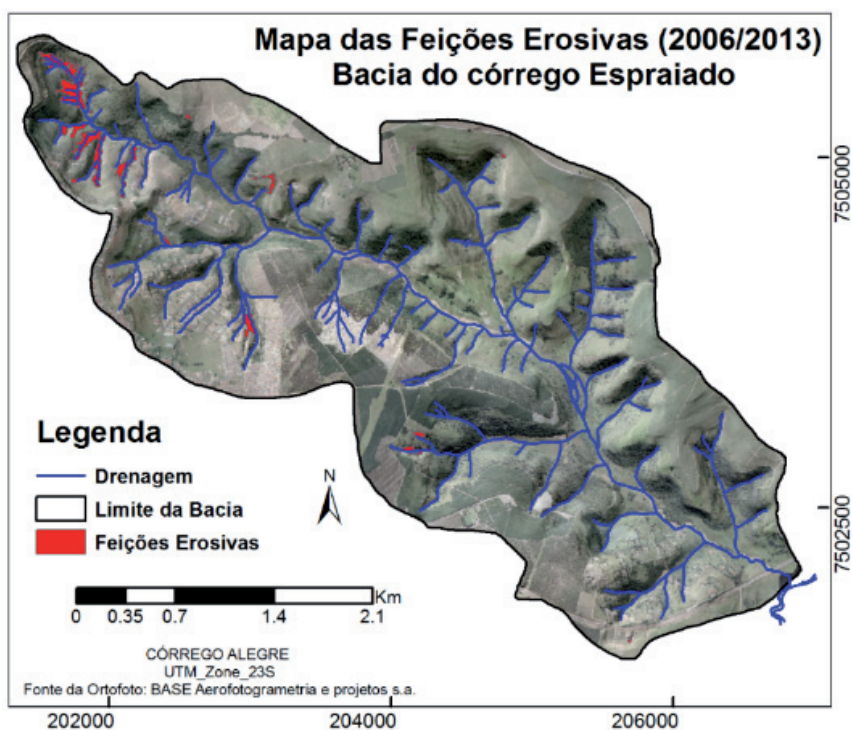 Mapa das Feições Erosivas (2006/2013)
Bacia do córrego Espraiado
7505000
7502500
Legenda
Drenagem
Limite da Bacia
Feições Erosivas
N
Km
0 0.35 0.7 1.4 2.1
CÓRREGO ALEGRE
UTM_Zone_23S
Fonte da Ortofoto: BASE Aerofotogrametria e projetos s.a.
202000 204000 206000